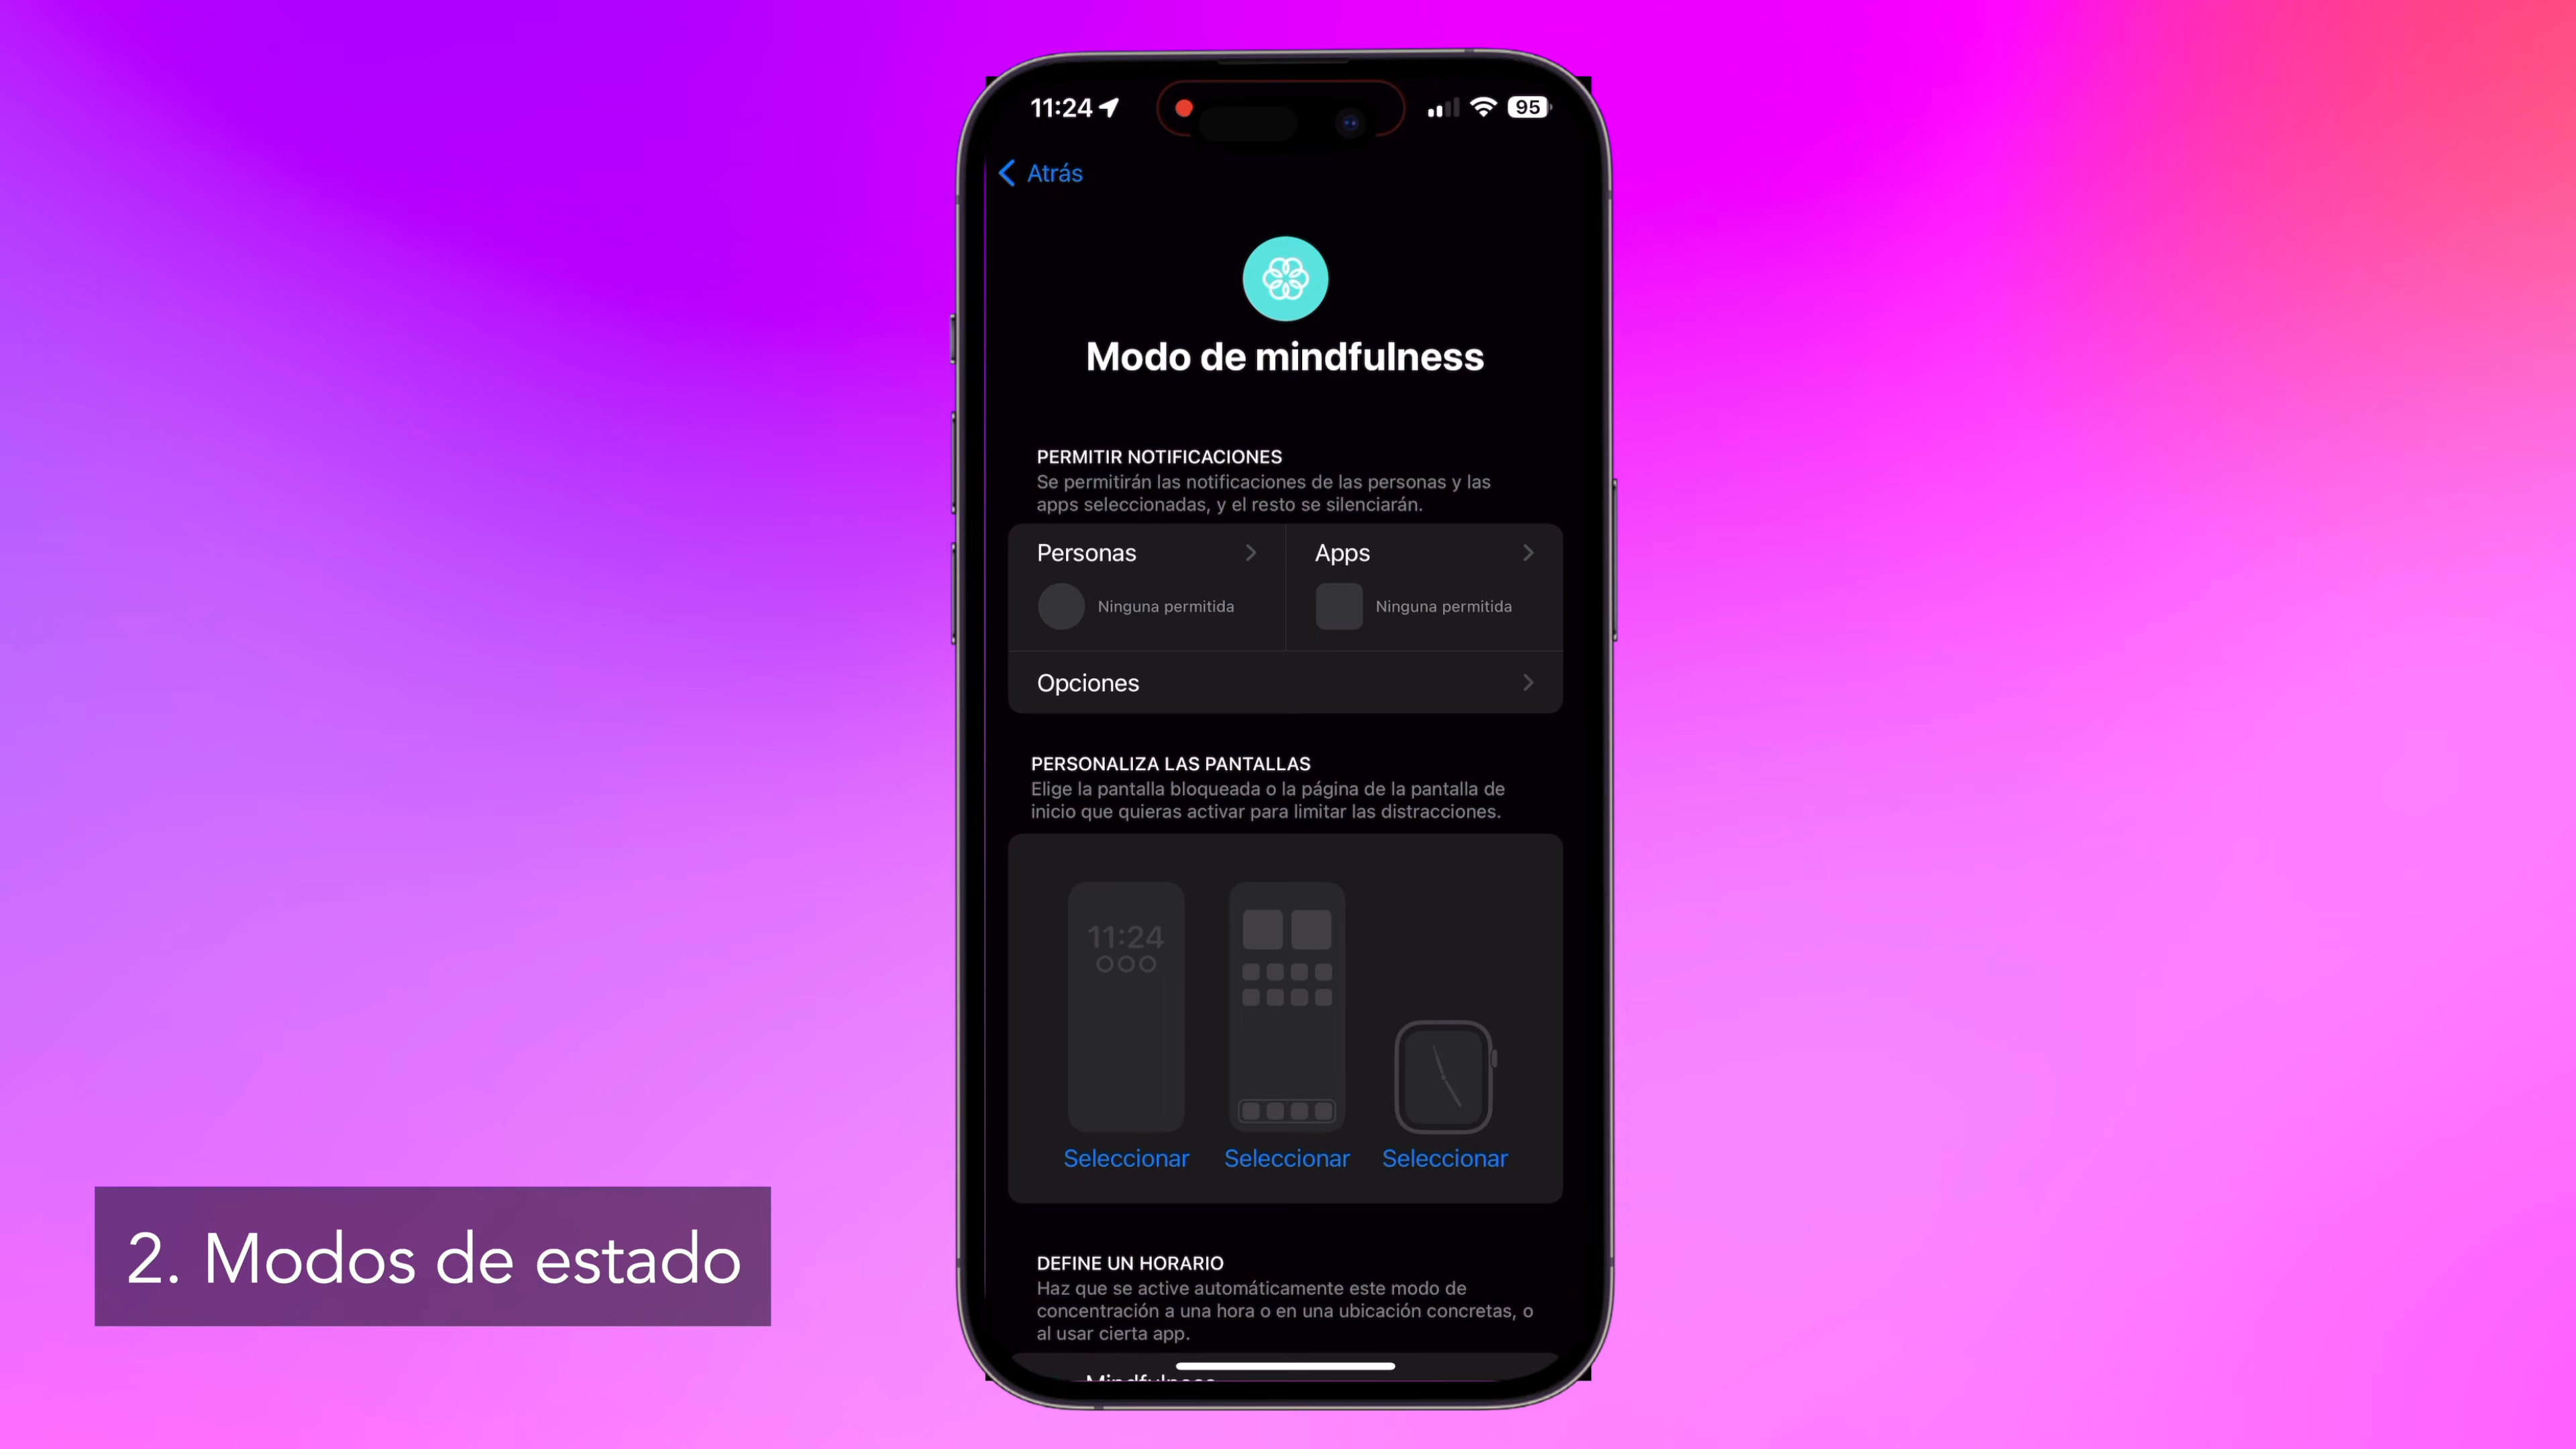 11:24
95
Atrás
Modo de mindfulness
PERMITIR NOTIFICACIONES
Se permitirán las notificaciones de las personas y las
apps seleccionadas, y el resto se silenciarán.
Personas
Apps
Ninguna permitida
Ninguna permitida
Opciones
PERSONALIZA LAS PANTALLAS
Elige la pantalla bloqueada o la página de la pantalla de
inicio que quieras activar para limitar las distracciones.
11:24
Seleccionar
Seleccionar
Seleccionar
DEFINE UN HORARIO
Haz que se active automáticamente este modo de
concentración a una hora o en una ubicación concretas, o
al usar cierta app.
Mindfulness
2. Modos de estado